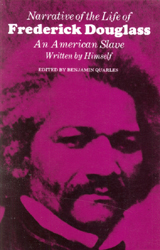 Narrative of the Life of
Frederick Douglass
An American Slave
Written by Himself
EDITED BY BENJAMIN QUARLES